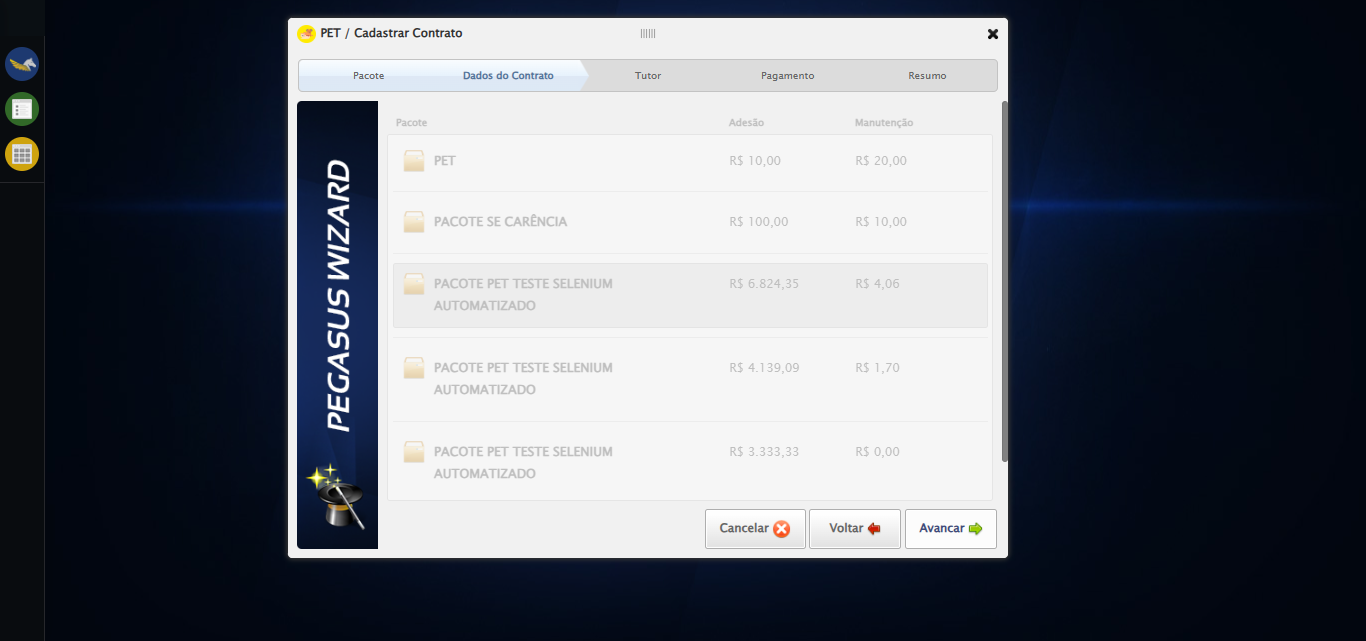 PET / Cadastrar Contrato
Pacote Dados do Contrato Tutor Pagamento Resumo
PEGASUS WIZARD
Pacote Adesão Manutenção
PET R$ 10,00 R$ 20,00
PACOTE SE CARÊNCIA R$ 100,00 R$ 10,00
PACOTE PET TESTE SELENIUM R$ 6.824,35 R$ 4,06
AUTOMATIZADO
PACOTE PET TESTE SELENIUM R$ 4.139,09 R$ 1,70
AUTOMATIZADO
PACOTE PET TESTE SELENIUM R$ 3.333,33 R$ 0,00
AUTOMATIZADO
Cancelar Voltar Avancar